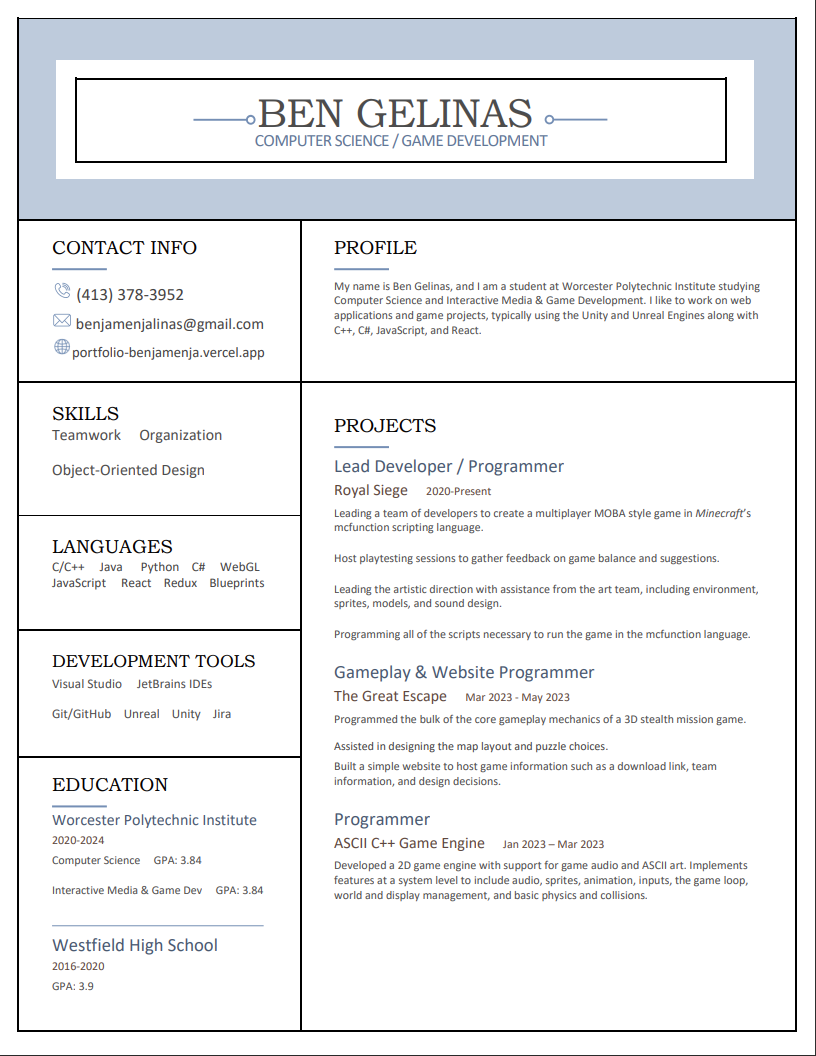 BEN GELINAS
COMPUTER SCIENCE / GAME DEVELOPMENT
CONTACT INFO
(413) 378-3952
benjamenjalinas@gmail.com
portfolio-benjamenja.vercel.app
SKILLS
Teamwork Organization
Object-Oriented Design
LANGUAGES
C/C++ Java Python C# WebGL
JavaScript React Redux Blueprints
DEVELOPMENT TOOLS
Visual Studio JetBrains IDEs
Git/GitHub Unreal Unity Jira
EDUCATION
Worcester Polytechnic Institute
2020-2024
Computer Science GPA: 3.84
Interactive Media & Game Dev GPA: 3.84
Westfield High School
2016-2020
GPA: 3.9
PROFILE
My name is Ben Gelinas, and I am a student at Worcester Polytechnic Institute studying
Computer Science and Interactive Media & Game Development. I like to work on web
applications and game projects, typically using the Unity and Unreal Engines along with
C++, C#, JavaScript, and React.
PROJECTS
Lead Developer / Programmer
Royal Siege 2020-Present
Leading a team of developers to create a multiplayer MOBA style game in Minecraft's
mcfunction scripting language.
Host playtesting sessions to gather feedback on game balance and suggestions.
Leading the artistic direction with assistance from the art team, including environment,
sprites, models, and sound design.
Programming all of the scripts necessary to run the game in the mcfunction language.
Gameplay & Website Programmer
The Great Escape Mar 2023 - May 2023
Programmed the bulk of the core gameplay mechanics of a 3D stealth mission game.
Assisted in designing the map layout and puzzle choices.
Built a simple website to host game information such as a download link, team
information, and design decisions.
Programmer
ASCII C++ Game Engine Jan 2023 – Mar 2023
Developed a 2D game engine with support for game audio and ASCII art. Implements
features at a system level to include audio, sprites, animation, inputs, the game loop,
world and display management, and basic physics and collisions.